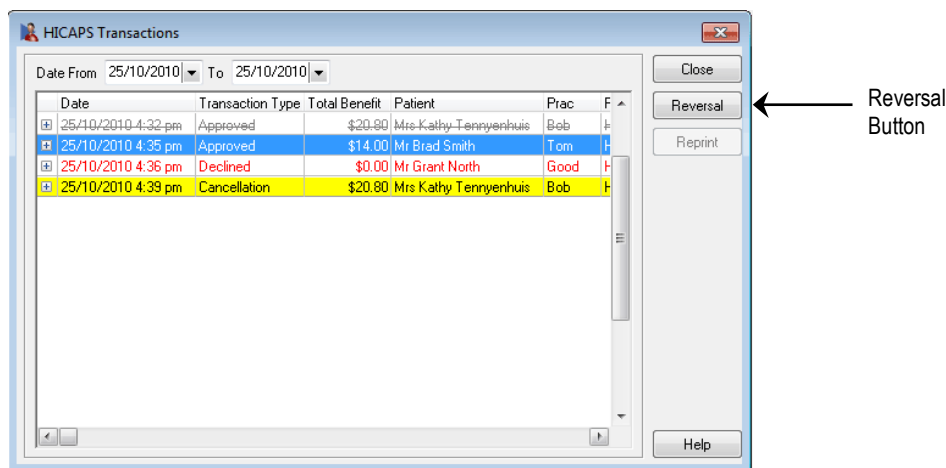 HICAPS Transactions
Date From 25/10/2010 To 25/10/2010
Close
Date Transaction Type Total Benefit Patient Prac F
Reversal
25/10/2010 4:32 pm Approved $20.80 Mrs Kathy Tennyenhuis Bob H
25/10/2010 4:35 pm Approved $14.00 Mr Brad Smith Tom H
Reprint
25/10/2010 4:36 pm Declined $0.00 Mr Grant North Good H
25/10/2010 4:39 pm Cancellation $20.80 Mrs Kathy Tennyenhuis Bob H
Help
Reversal
Button